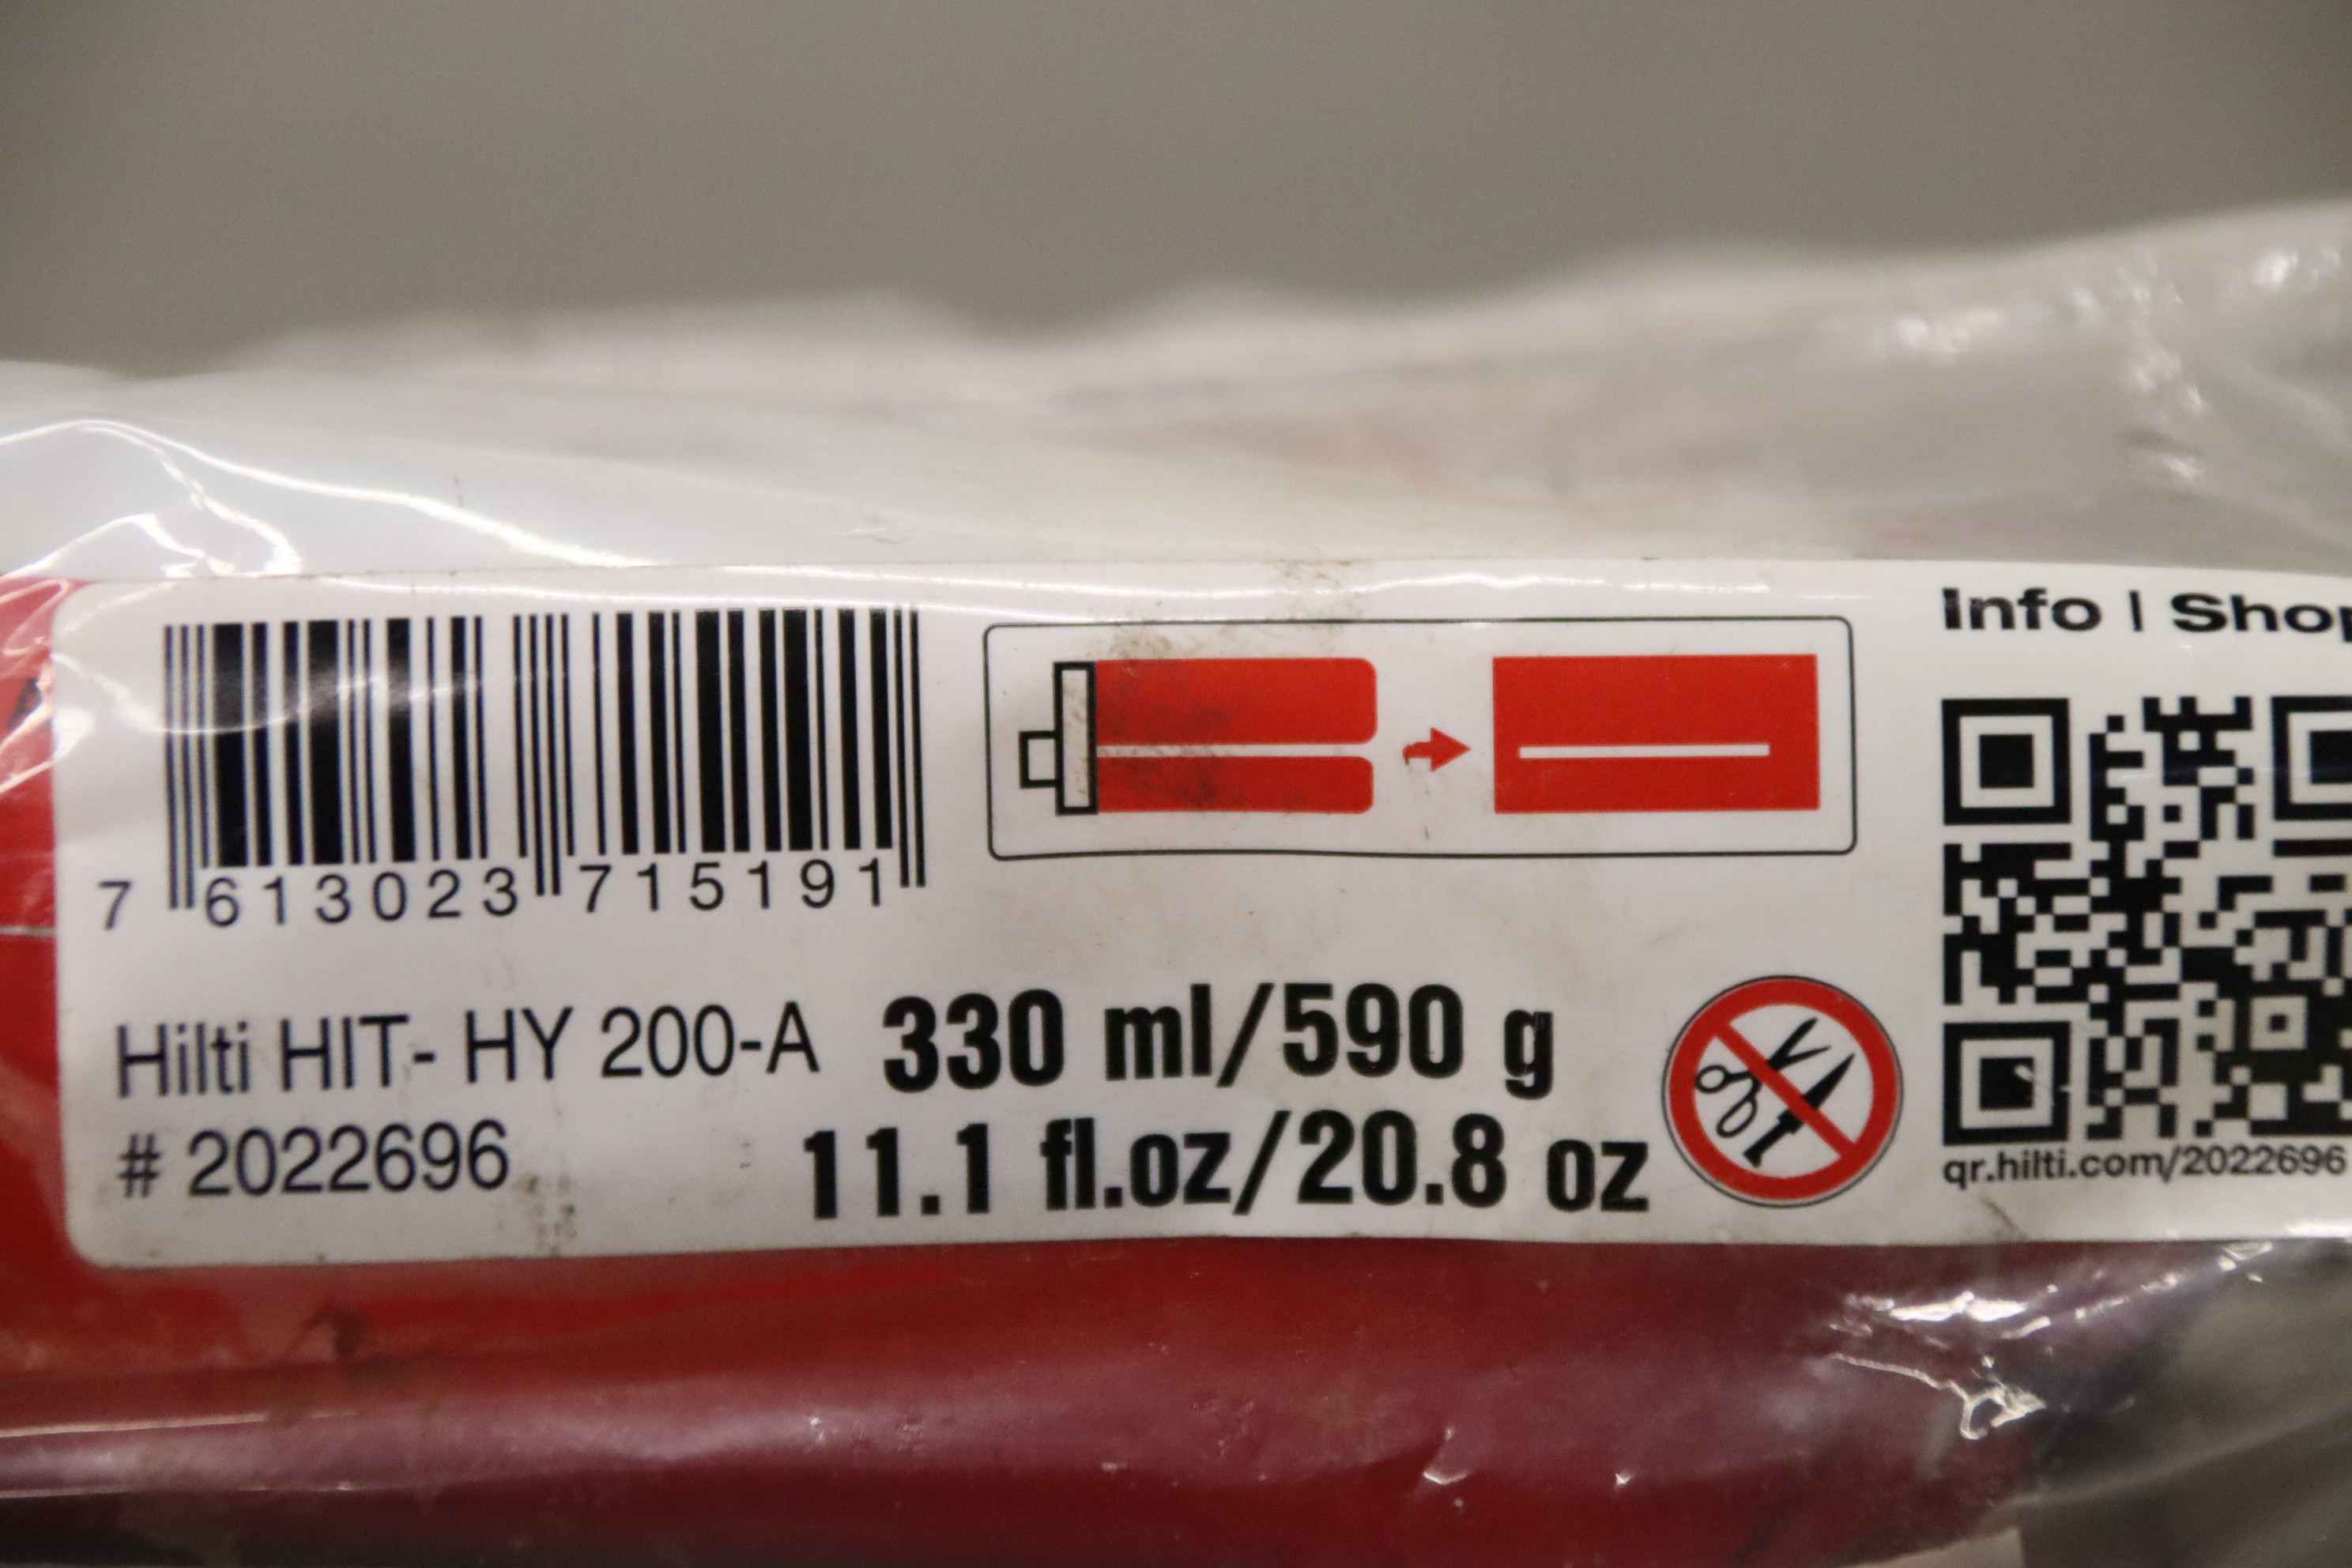 7 613023 715191
Hilti HIT- HY 200-A
# 2022696
330 ml/590 g
11.1 fl.oz/20.8 oz
Info | Shop
qr.hilti.com/2022696